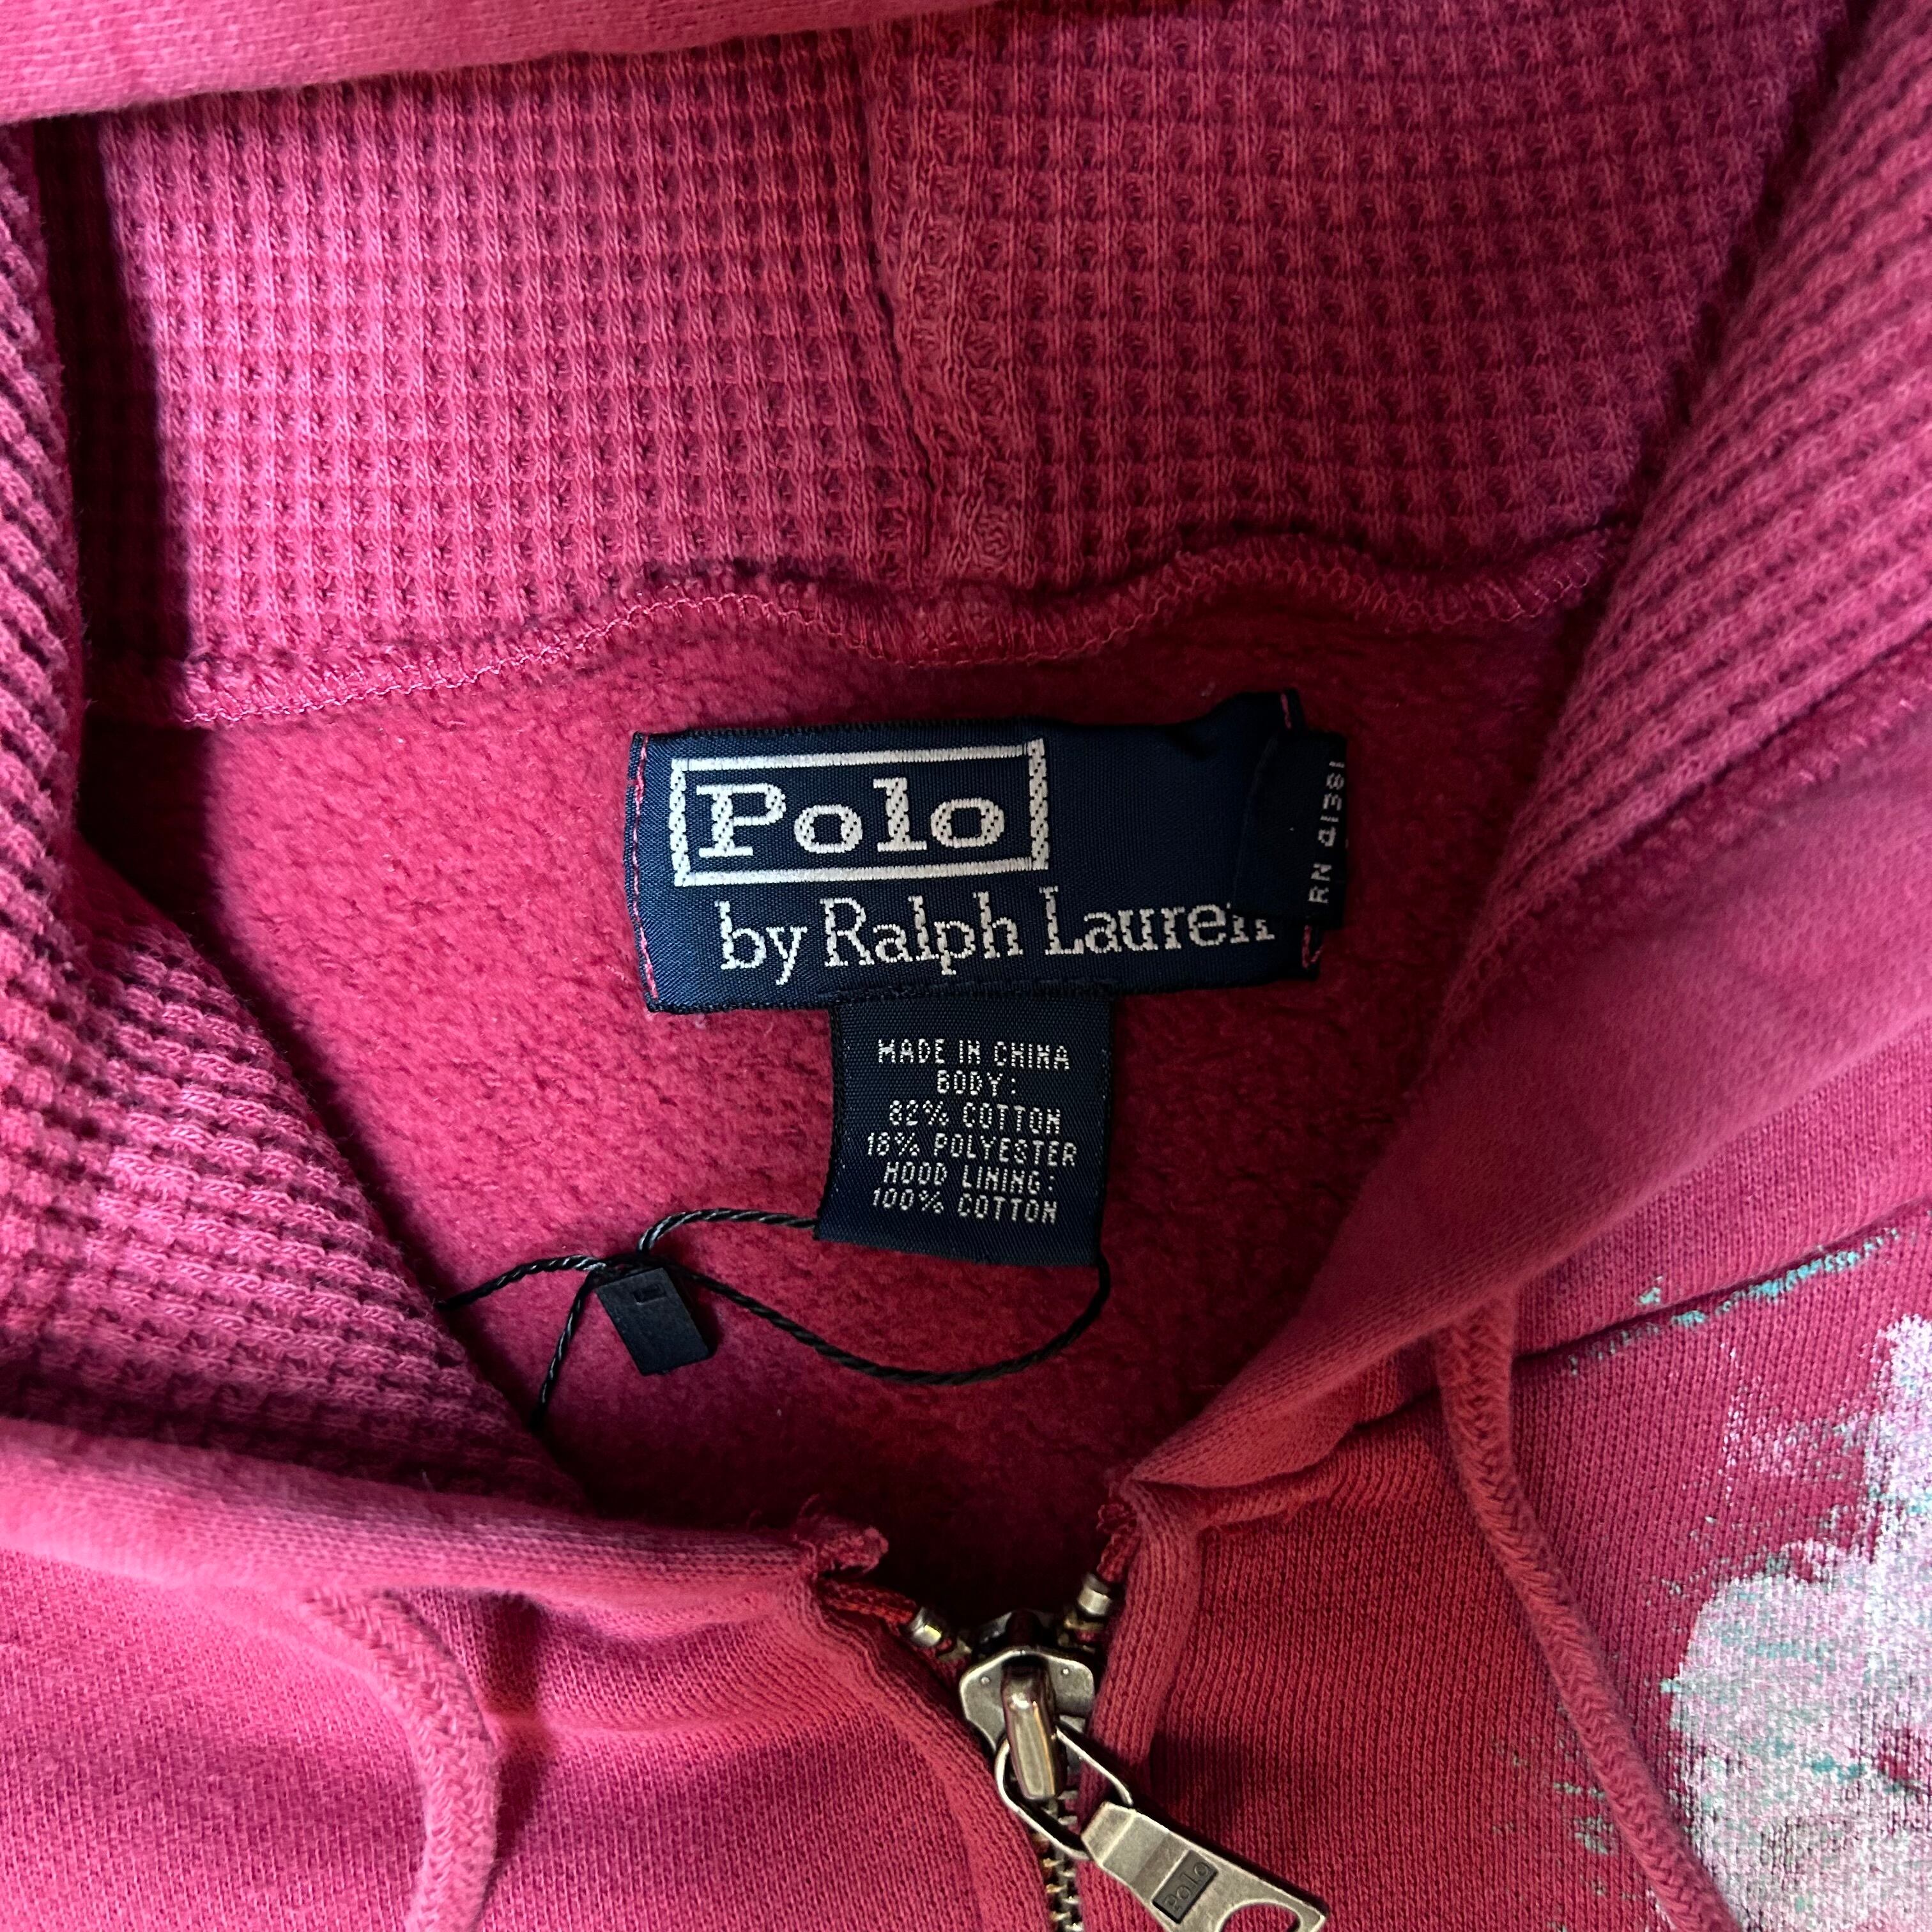 Polo
by Ralph Lauren
RN 41381
MADE IN CHINA
BODY:
82% COTTON
18% POLYESTER
HOOD LINING:
100% COTTON
Polo